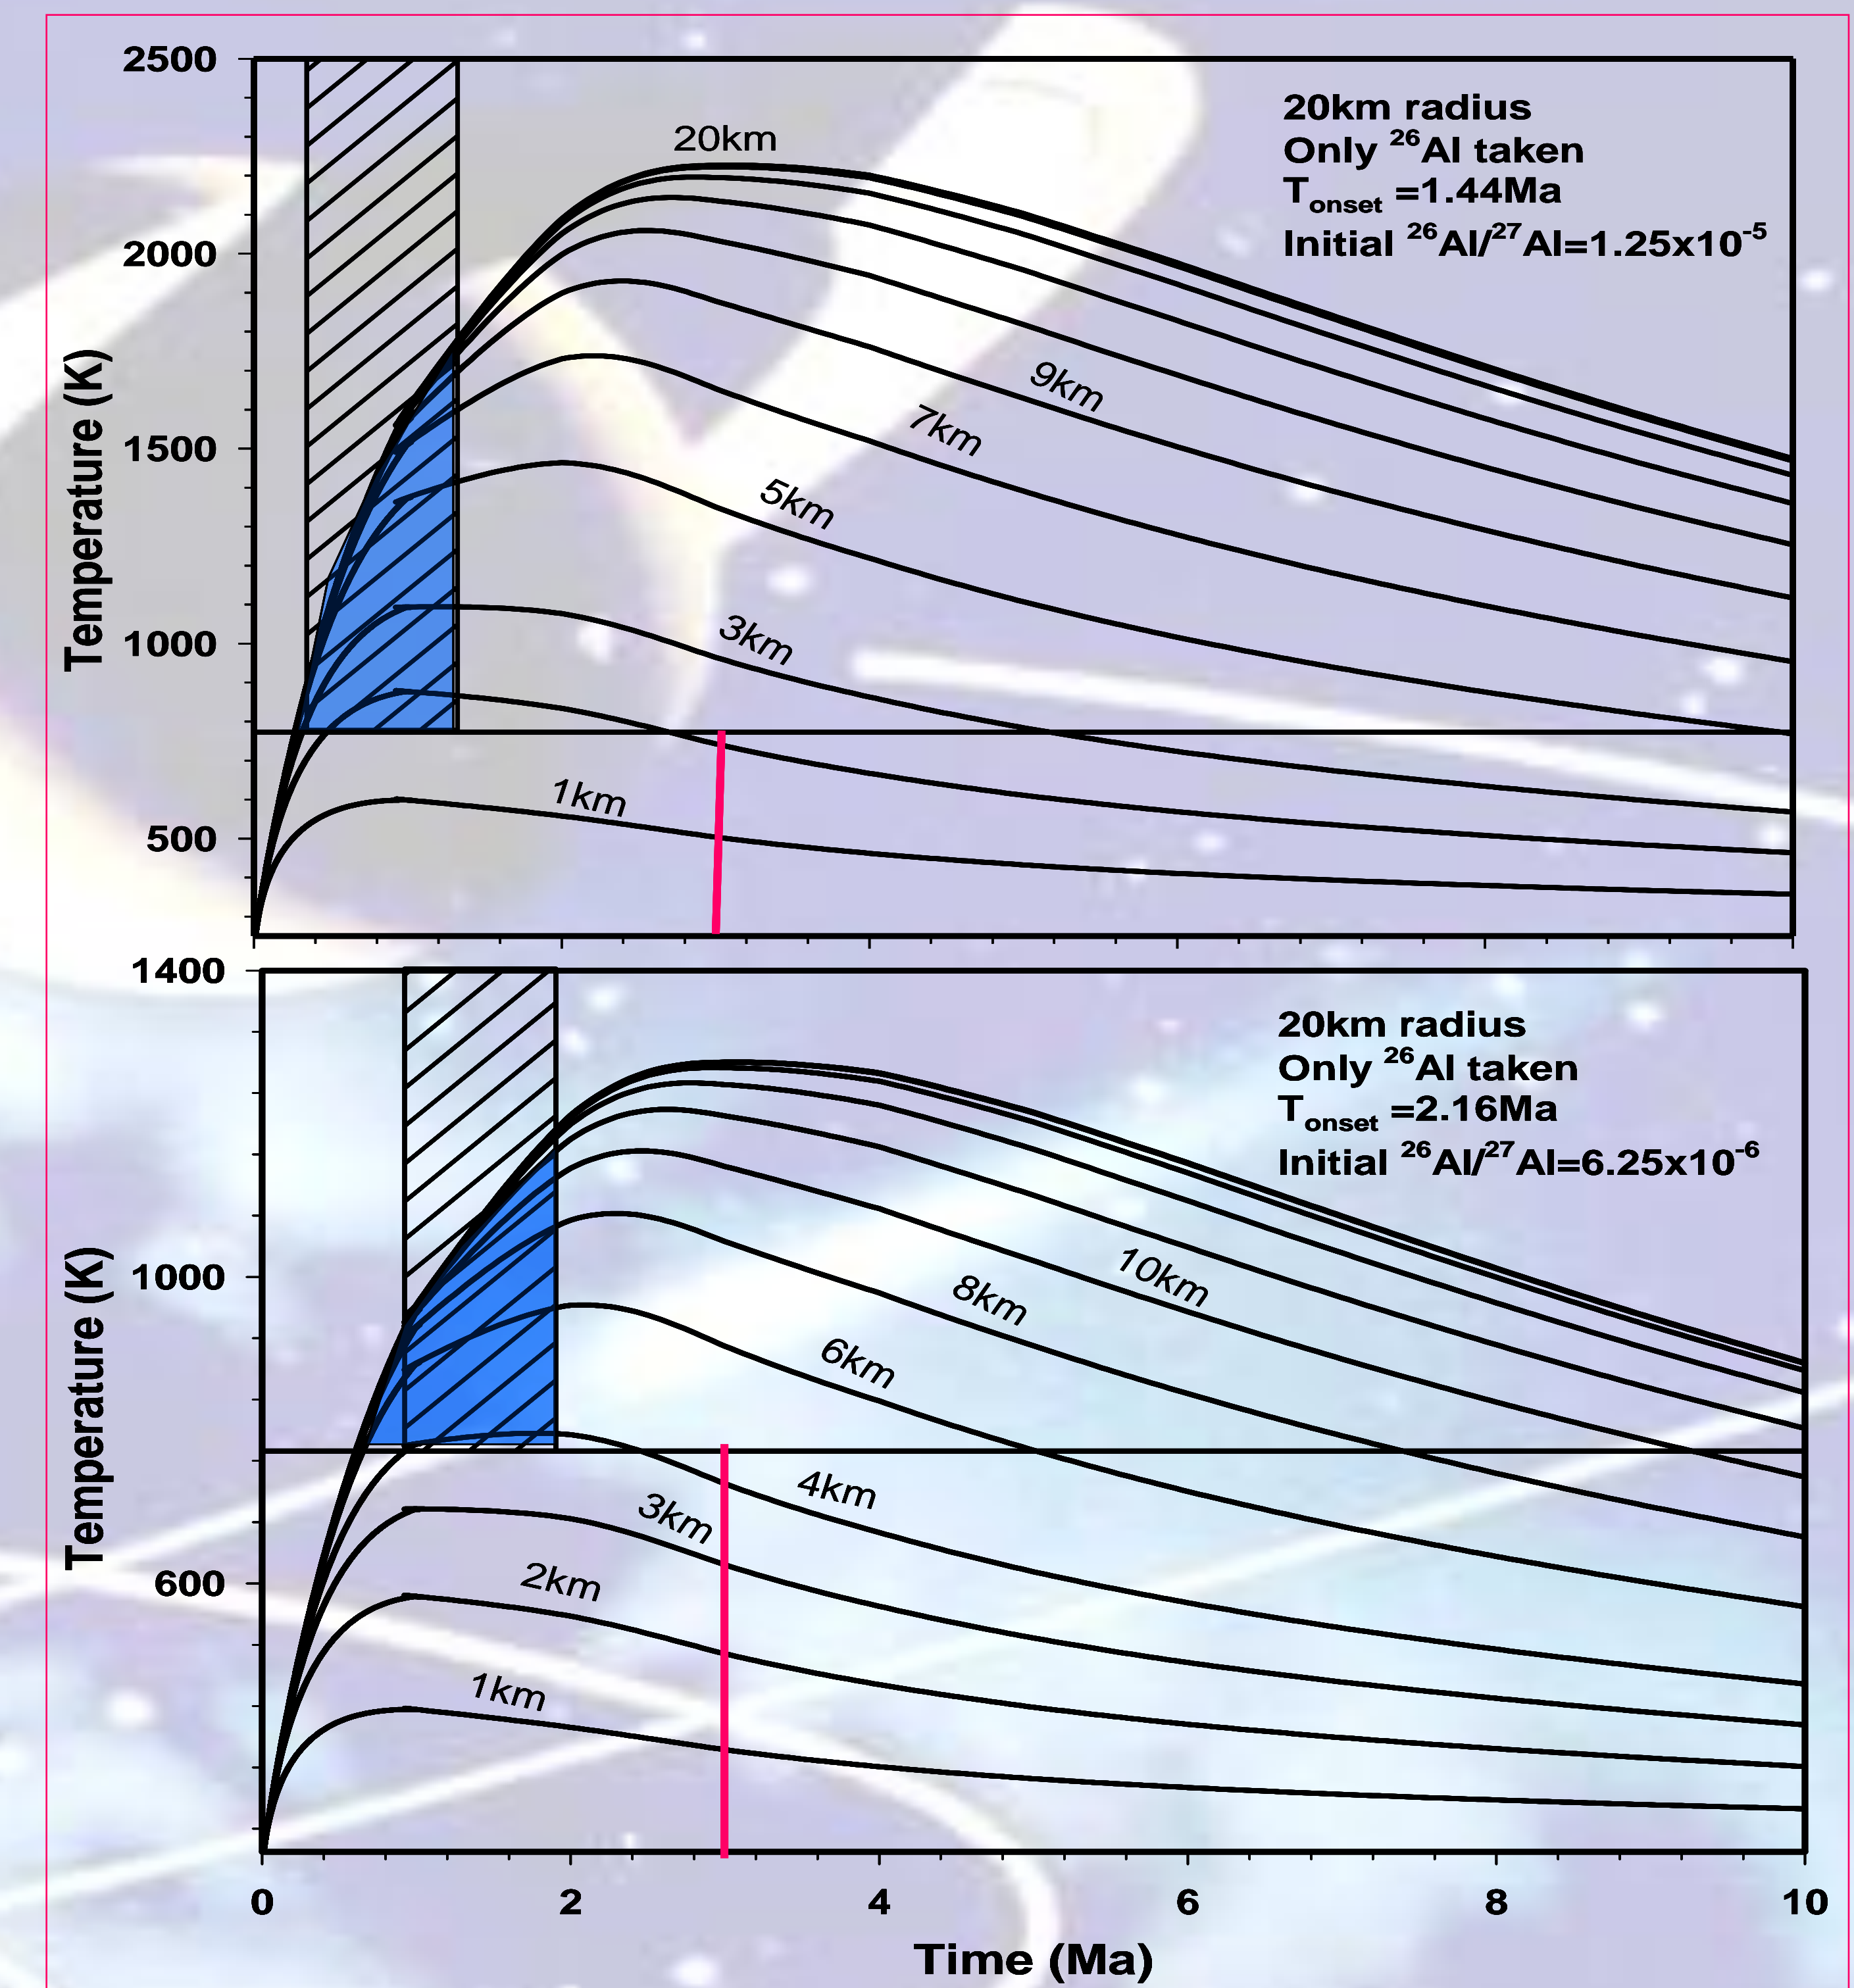 2500
2000
1500
1000
500
Temperature (K)
20km radius
Only ²⁶Al taken
Tonset =1.44Ma
Initial ²⁶Al/²⁷Al=1.25x10⁻⁵
20km
9km
7km
5km
3km
1km
1400
1000
600
Temperature (K)
20km radius
Only ²⁶Al taken
Tonset =2.16Ma
Initial ²⁶Al/²⁷Al=6.25x10⁻⁶
10km
8km
6km
4km
3km
2km
1km
0 2 4 6 8 10
Time (Ma)